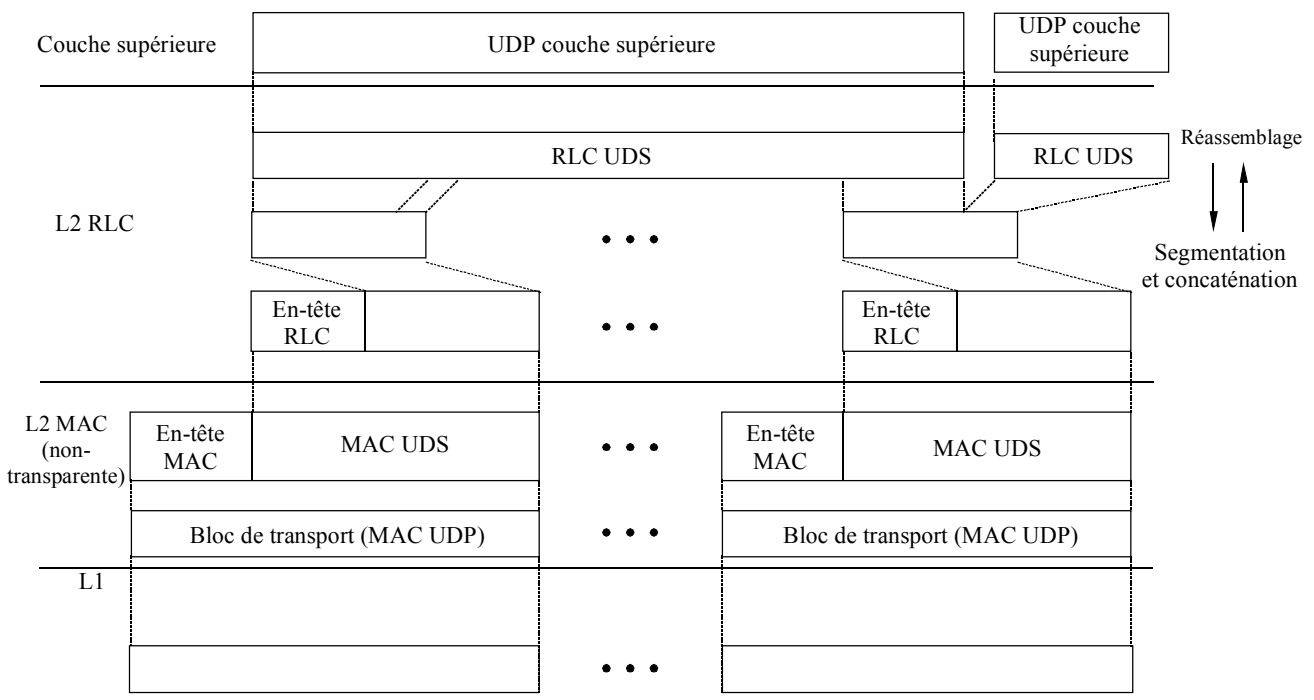 Couche supérieure
UDP couche supérieure
UDP couche
supérieure
RLC UDS
RLC UDS
Réassemblage
L2 RLC
Segmentation
et concaténation
En-tête
RLC
En-tête
RLC
L2 MAC
(non-
transparente)
En-tête
MAC
MAC UDS
En-tête
MAC
MAC UDS
Bloc de transport (MAC UDP)
Bloc de transport (MAC UDP)
L1